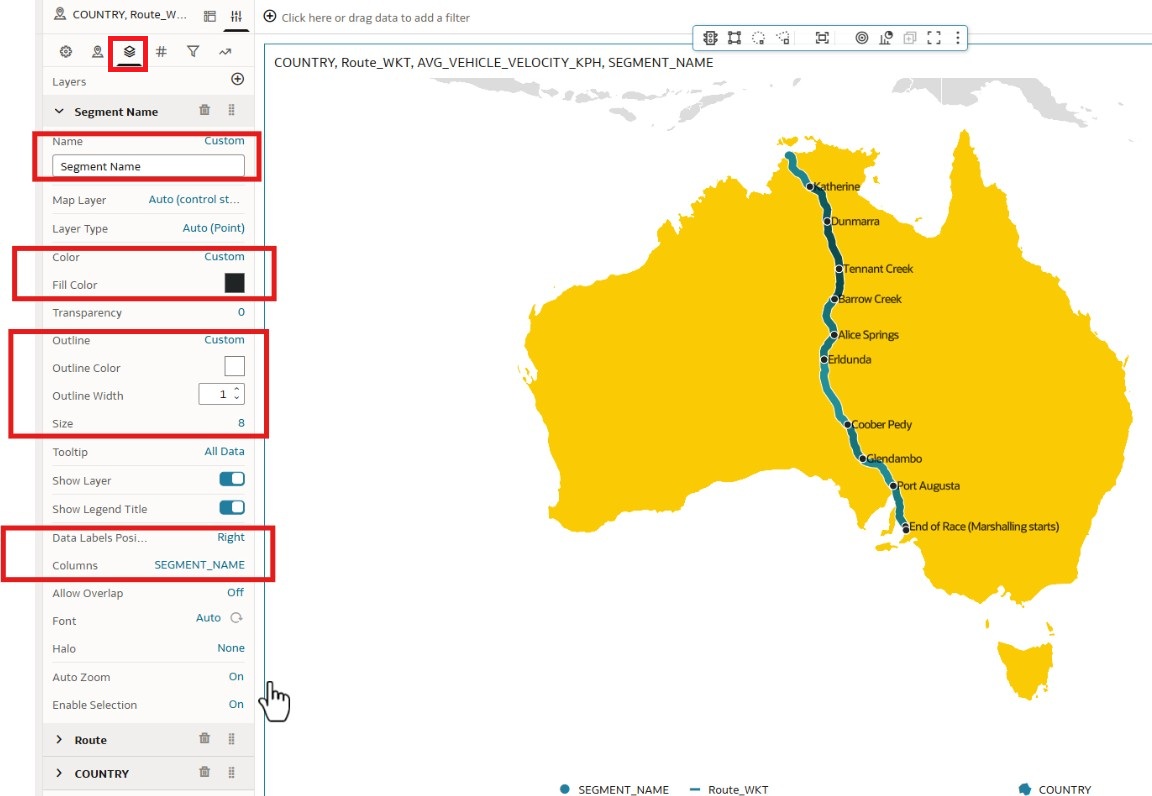 COUNTRY, Route_W...
Click here or drag data to add a filter
Layers
Segment Name
Name Custom
Segment Name
Map Layer Auto (control st...
Layer Type Auto (Point)
Color Custom
Fill Color
Transparency 0
Outline Custom
Outline Color
Outline Width 1
Size 8
Tooltip All Data
Show Layer
Show Legend Title
Data Labels Posi... Right
Columns SEGMENT_NAME
Allow Overlap Off
Font Auto
Halo None
Auto Zoom On
Enable Selection On
Route
COUNTRY
COUNTRY, Route_WKT, AVG_VEHICLE_VELOCITY_KPH, SEGMENT_NAME
Katherine
Dunmarra
Tennant Creek
Barrow Creek
Alice Springs
Erldunda
Coober Pedy
Glendambo
Port Augusta
End of Race (Marshalling starts)
SEGMENT_NAME
Route_WKT
COUNTRY